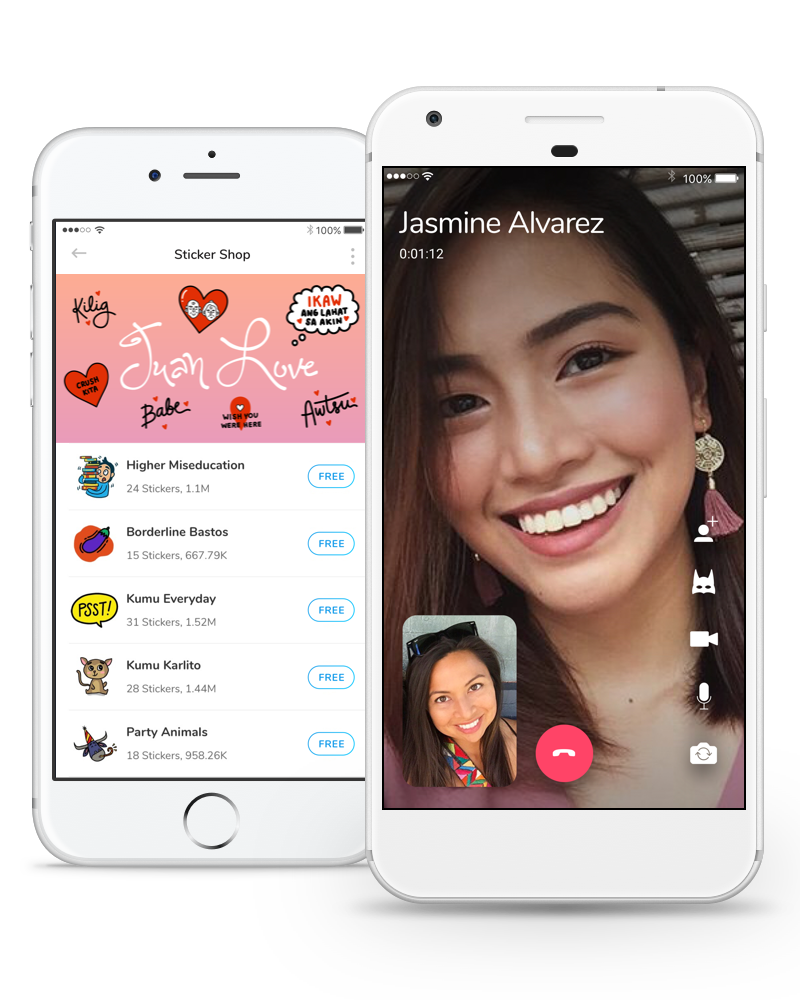 100%
Sticker Shop
Kilig
IKAW
ANG LAHAT
SA AKIN
Juan Love
CRUSH
KITA
Babe
WISH YOU
WERE HERE
Awtsu
Higher Miseducation
24 Stickers, 1.1M
FREE
Borderline Bastos
15 Stickers, 667.79K
FREE
PSST!
Kumu Everyday
31 Stickers, 1.52M
FREE
Kumu Karlito
28 Stickers, 1.44M
FREE
Party Animals
18 Stickers, 958.26K
FREE
100%
Jasmine Alvarez
0:01:12